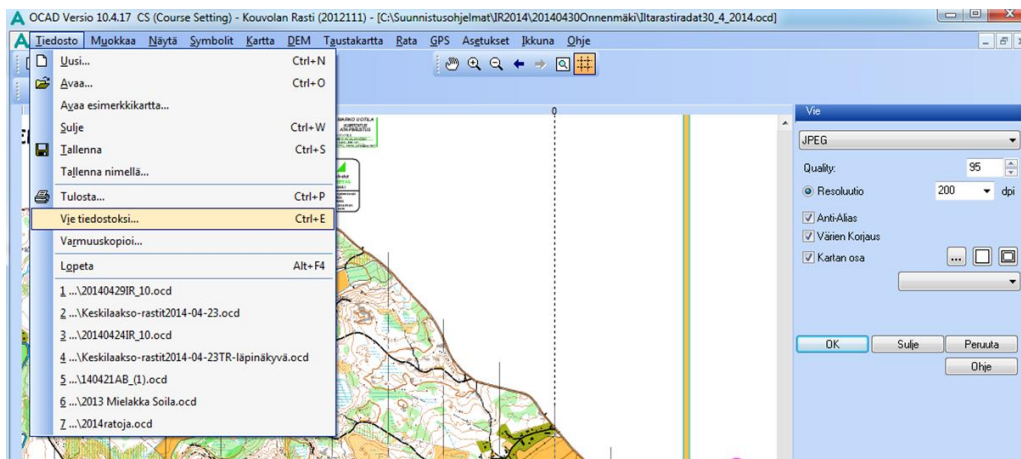 OCAD Versio 10.4.17 CS (Course Setting) - Kouvolan Rasti (2012111) - [C:\Suunnistusohjelmat\IR2014\20140430Onnenmäki\Iltarastiradat30_4_2014.ocd]
Tiedosto Muokkaa Näytä Symbolit Kartta DEM Taustakartta Rata GPS Asetukset Ikkuna Ohje
Uusi... Ctrl+N
Avaa... Ctrl+O
Avaa esimerkkikartta...
Sulje Ctrl+W
Tallenna Ctrl+S
Tallenna nimellä...
Tulosta... Ctrl+P
Vie tiedostoksi... Ctrl+E
Varmuuskopioi...
Lopeta Alt+F4
1 ...\20140429IR_10.ocd
2 ...\Keskilaakso-rastit2014-04-23.ocd
3 ...\20140424IR_10.ocd
4 ...\Keskilaakso-rastit2014-04-23TR-läpinäkyvä.ocd
5 ...\140421AB_(1).ocd
6 ...\2013 Mielakka Soila.ocd
7 ...\2014ratoja.ocd
0
Vie
JPEG
Quality: 95
Resoluutio 200 dpi
Anti-Alias
Värien Korjaus
Kartan osa ...
OK Sulje Peruuta
Ohje